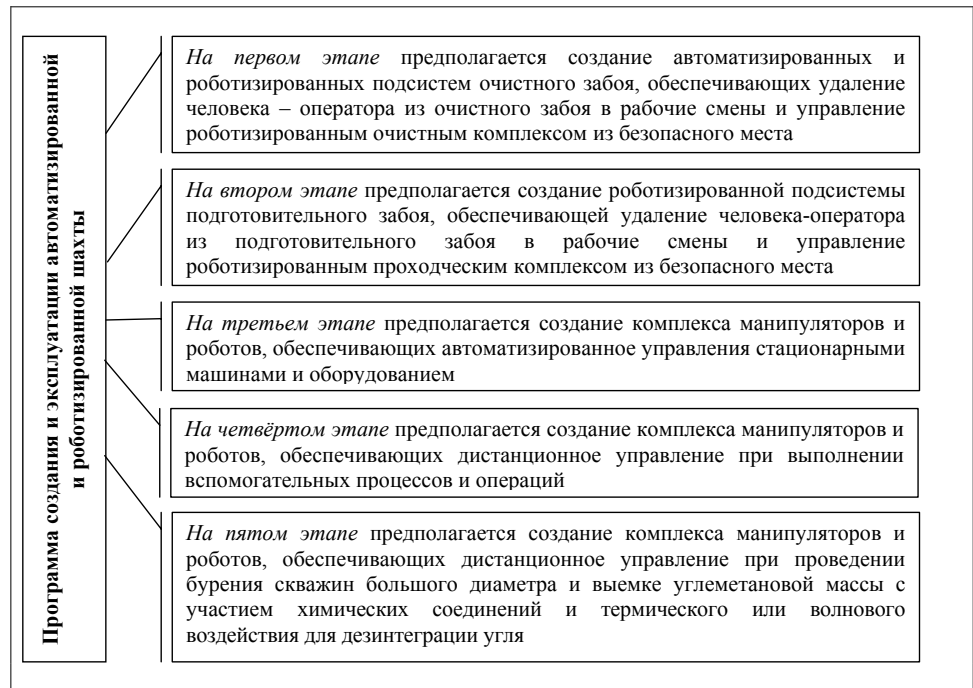 Программа создания и эксплуатации автоматизированной
и роботизированной шахты
На первом этапе предполагается создание автоматизированных и
роботизированных подсистем очистного забоя, обеспечивающих удаление
человека – оператора из очистного забоя в рабочие смены и управление
роботизированным очистным комплексом из безопасного места
На втором этапе предполагается создание роботизированной подсистемы
подготовительного забоя, обеспечивающей удаление человека-оператора
из подготовительного забоя в рабочие смены и управление
роботизированным проходческим комплексом из безопасного места
На третьем этапе предполагается создание комплекса манипуляторов и
роботов, обеспечивающих автоматизированное управления стационарными
машинами и оборудованием
На четвёртом этапе предполагается создание комплекса манипуляторов и
роботов, обеспечивающих дистанционное управление при выполнении
вспомогательных процессов и операций
На пятом этапе предполагается создание комплекса манипуляторов и
роботов, обеспечивающих дистанционное управление при проведении
бурения скважин большого диаметра и выемке углеметановой массы с
участием химических соединений и термического или волнового
воздействия для дезинтеграции угля